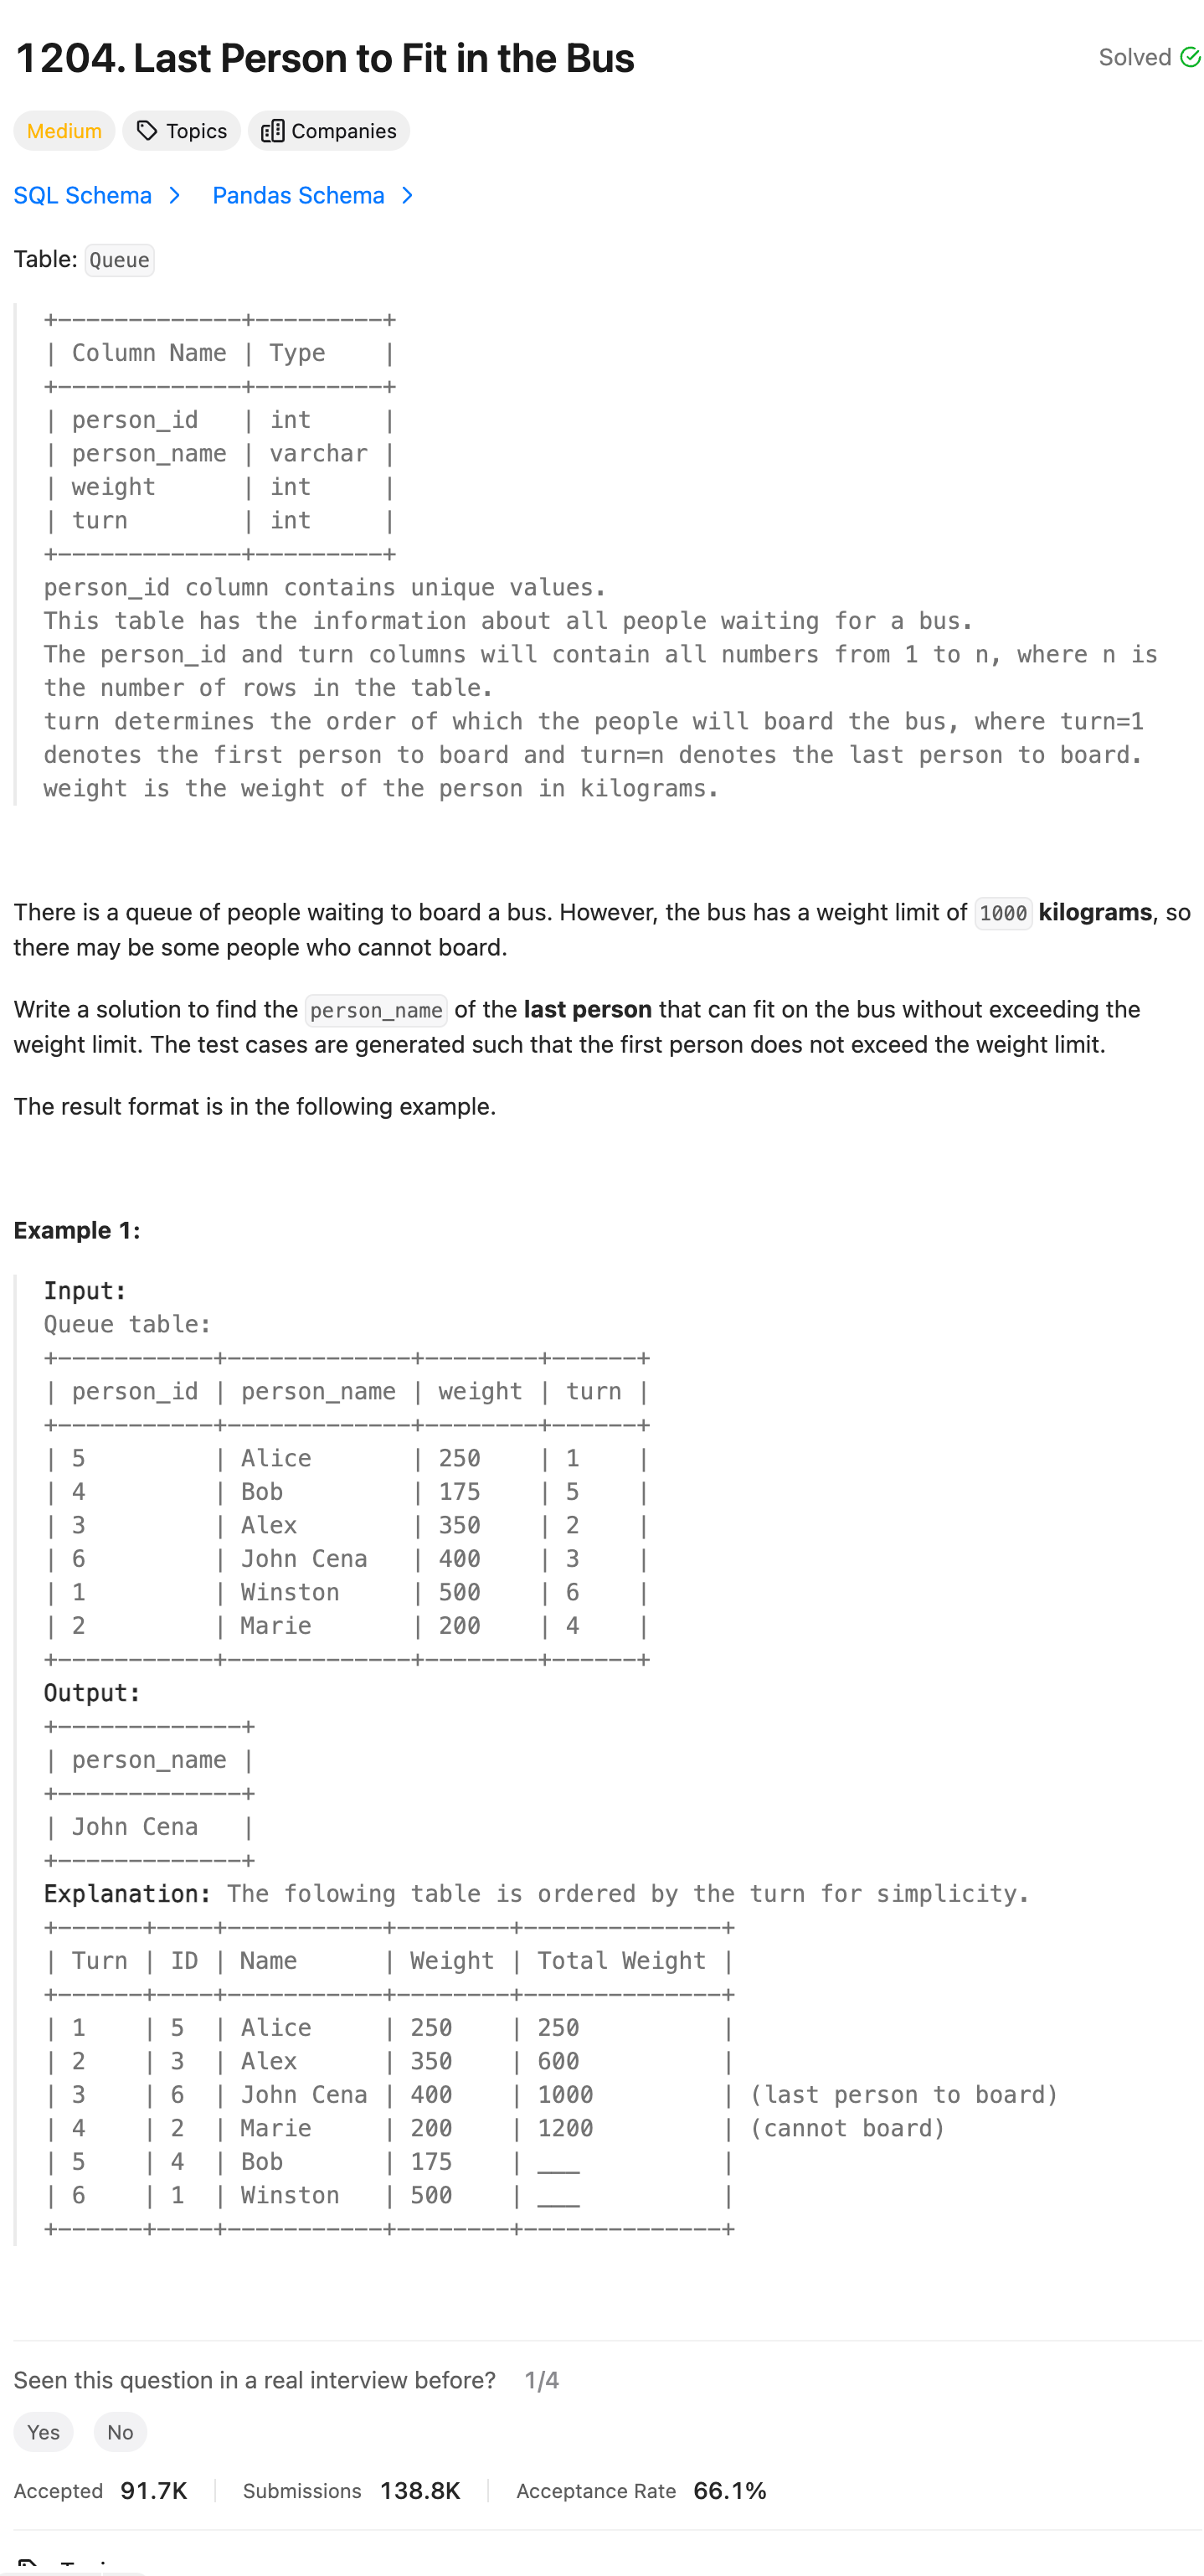 1204. Last Person to Fit in the Bus
Solved
Medium Topics Companies
SQL Schema > Pandas Schema >
Table: Queue
+-------------+---------+
| Column Name | Type    |
+-------------+---------+
| person_id   | int     |
| person_name | varchar |
| weight      | int     |
| turn        | int     |
+-------------+---------+
person_id column contains unique values.
This table has the information about all people waiting for a bus.
The person_id and turn columns will contain all numbers from 1 to n, where n is
the number of rows in the table.
turn determines the order of which the people will board the bus, where turn=1
denotes the first person to board and turn=n denotes the last person to board.
weight is the weight of the person in kilograms.
There is a queue of people waiting to board a bus. However, the bus has a weight limit of 1000 kilograms, so
there may be some people who cannot board.
Write a solution to find the person_name of the last person that can fit on the bus without exceeding the
weight limit. The test cases are generated such that the first person does not exceed the weight limit.
The result format is in the following example.
Example 1:
Input:
Queue table:
+-----------+-------------+--------+------+
| person_id | person_name | weight | turn |
+-----------+-------------+--------+------+
| 5         | Alice       | 250    | 1    |
| 4         | Bob         | 175    | 5    |
| 3         | Alex        | 350    | 2    |
| 6         | John Cena   | 400    | 3    |
| 1         | Winston     | 500    | 6    |
| 2         | Marie       | 200    | 4    |
+-----------+-------------+--------+------+
Output:
+-------------+
| person_name |
+-------------+
| John Cena   |
+-------------+
Explanation: The folowing table is ordered by the turn for simplicity.
+------+----+-----------+--------+--------------+
| Turn | ID | Name      | Weight | Total Weight |
+------+----+-----------+--------+--------------+
| 1    | 5  | Alice     | 250    | 250          |
| 2    | 3  | Alex      | 350    | 600          |
| 3    | 6  | John Cena | 400    | 1000         | (last person to board)
| 4    | 2  | Marie     | 200    | 1200         | (cannot board)
| 5    | 4  | Bob       | 175    | ___          |
| 6    | 1  | Winston   | 500    | ___          |
+------+----+-----------+--------+--------------+
Seen this question in a real interview before? 1/4
Yes No
Accepted 91.7K Submissions 138.8K Acceptance Rate 66.1%